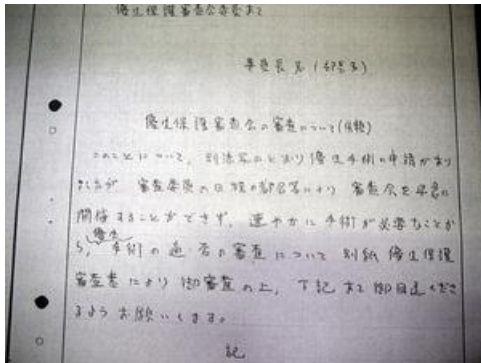 優生保護審査会委員あて
委員長名（部長名）
優生保護審査会の審査について（依頼）
このことについて、別添写のとおり優生手術の申請があり
ましたが 審査委員の日程の都合等により 審査会を早急に
開催することができず、速やかに手術が必要なことか
優生
ら、手術の適・否の審査について 別紙 優生保護
審査書により御審査の上、下記まで御回送くださ
るようお願いします。
記